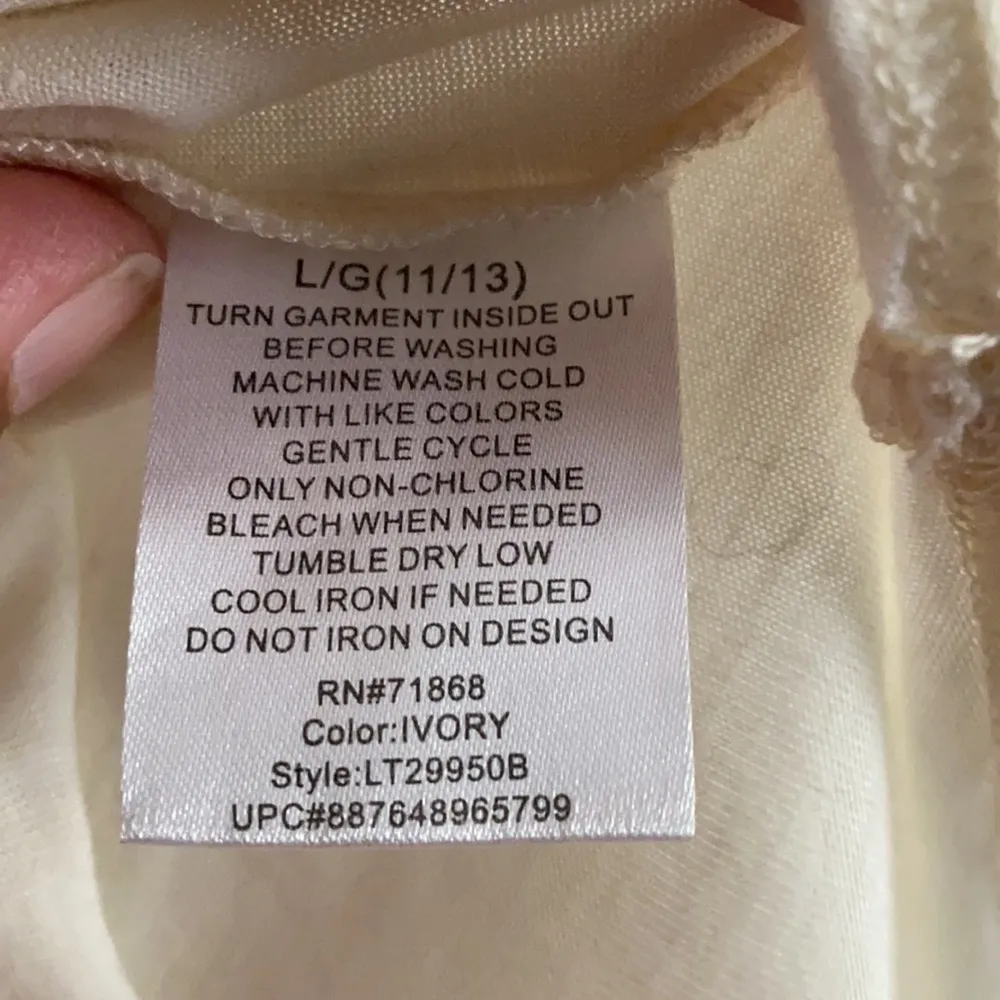 L/G(11/13)
TURN GARMENT INSIDE OUT
BEFORE WASHING
MACHINE WASH COLD
WITH LIKE COLORS
GENTLE CYCLE
ONLY NON-CHLORINE
BLEACH WHEN NEEDED
TUMBLE DRY LOW
COOL IRON IF NEEDED
DO NOT IRON ON DESIGN
RN#71868
Color:IVORY
Style:LT29950B
UPC#887648965799